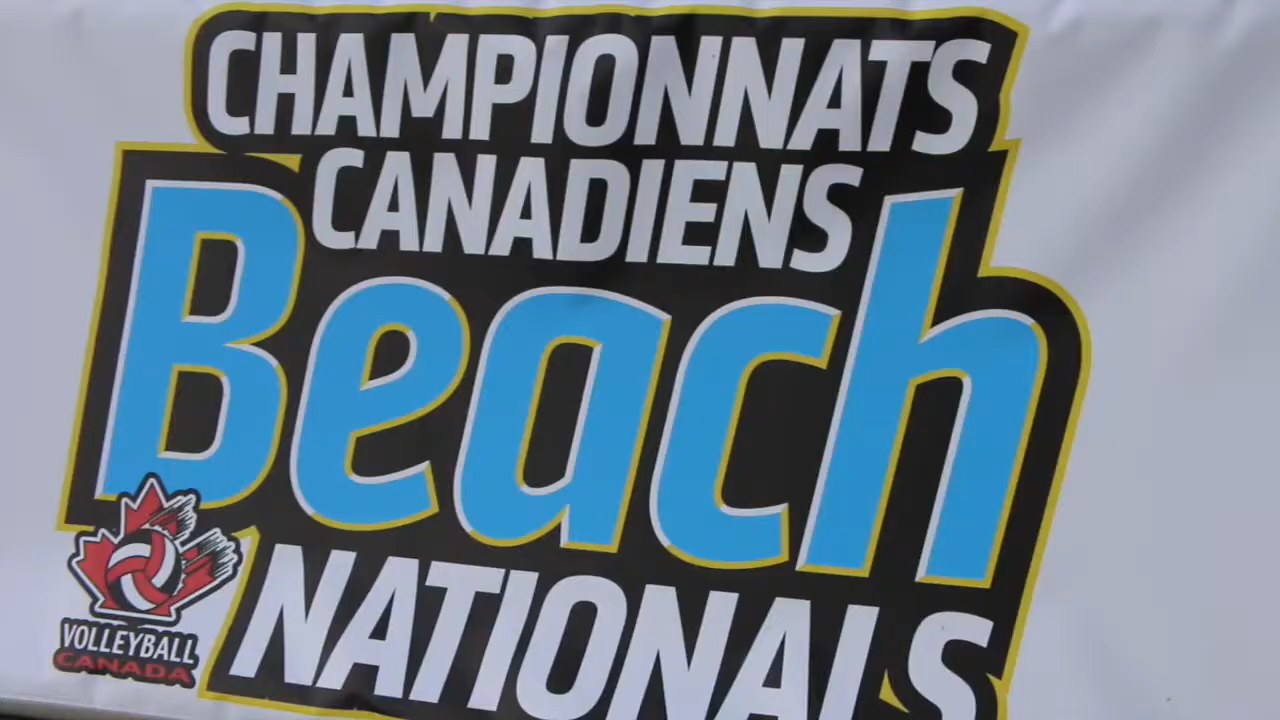 CHAMPIONNATS
CANADIENS
Beach
NATIONALS
VOLLEYBALL
CANADA